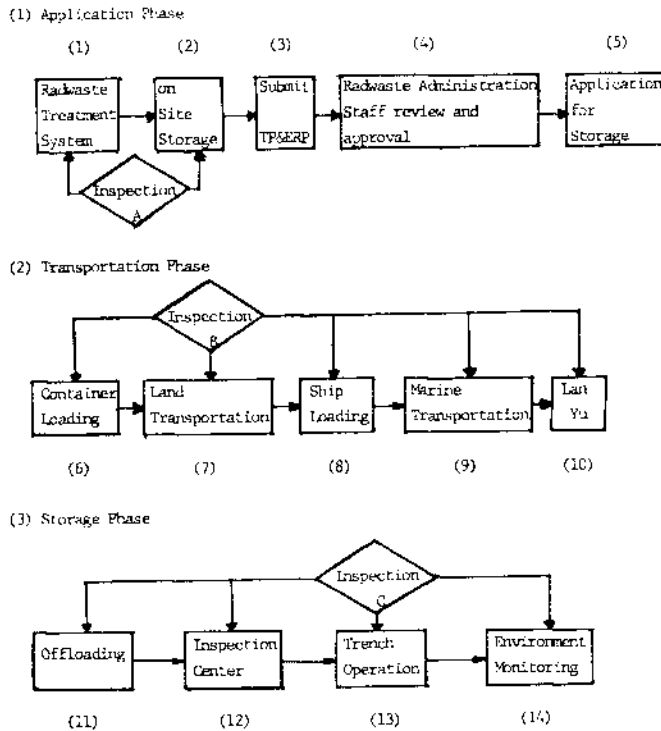 (1) Application Phase
(1) (2) (3) (4) (5)
Radwaste Treatment System
on Site Storage
Submit TP&ERP
Radwaste Administration Staff review and approval
Application for Storage
Inspection A
(2) Transportation Phase
Inspection B
Container Loading
Land Transportation
Ship Loading
Marine Transportation
Lan Yu
(6) (7) (8) (9) (10)
(3) Storage Phase
Inspection C
Offloading
Inspection Center
Trench Operation
Environment Monitoring
(11) (12) (13) (14)